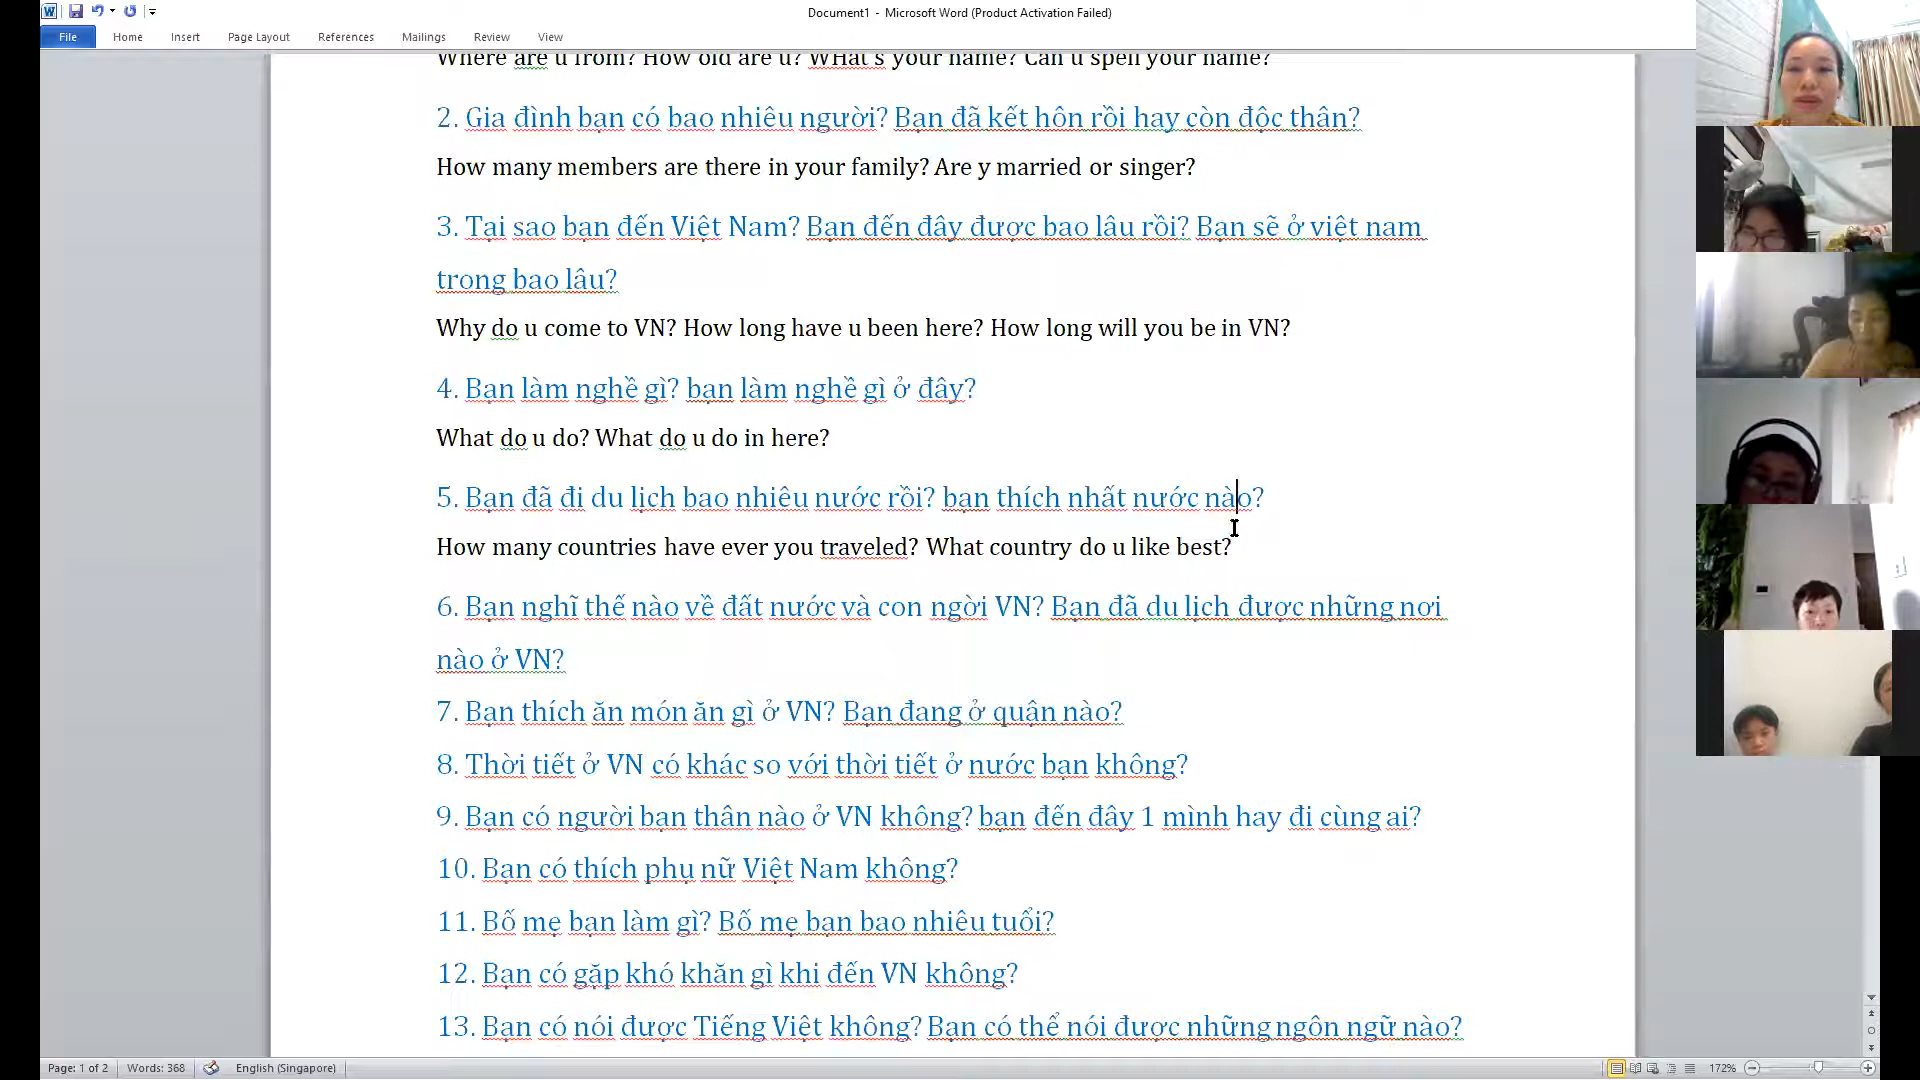 Document1 - Microsoft Word (Product Activation Failed)
File Home Insert Page Layout References Mailings Review View
Where are u from? How old are u? WHat's your name? Can u spell your name?
2. Gia đình bạn có bao nhiêu người? Bạn đã kết hôn rồi hay còn độc thân?
How many members are there in your family? Are y married or singer?
3. Tại sao bạn đến Việt Nam? Bạn đến đây được bao lâu rồi? Bạn sẽ ở việt nam
trong bao lâu?
Why do u come to VN? How long have u been here? How long will you be in VN?
4. Bạn làm nghề gì? bạn làm nghề gì ở đây?
What do u do? What do u do in here?
5. Bạn đã đi du lịch bao nhiêu nước rồi? bạn thích nhất nước nào?
How many countries have ever you traveled? What country do u like best?
6. Bạn nghĩ thế nào về đất nước và con ngời VN? Bạn đã du lịch được những nơi
nào ở VN?
7. Bạn thích ăn món ăn gì ở VN? Bạn đang ở quận nào?
8. Thời tiết ở VN có khác so với thời tiết ở nước bạn không?
9. Bạn có người bạn thân nào ở VN không? bạn đến đây 1 mình hay đi cùng ai?
10. Bạn có thích phụ nữ Việt Nam không?
11. Bố mẹ bạn làm gì? Bố mẹ bạn bao nhiêu tuổi?
12. Bạn có gặp khó khăn gì khi đến VN không?
13. Bạn có nói được Tiếng Việt không? Bạn có thể nói được những ngôn ngữ nào?
Page: 1 of 2 Words: 368 English (Singapore) 172%